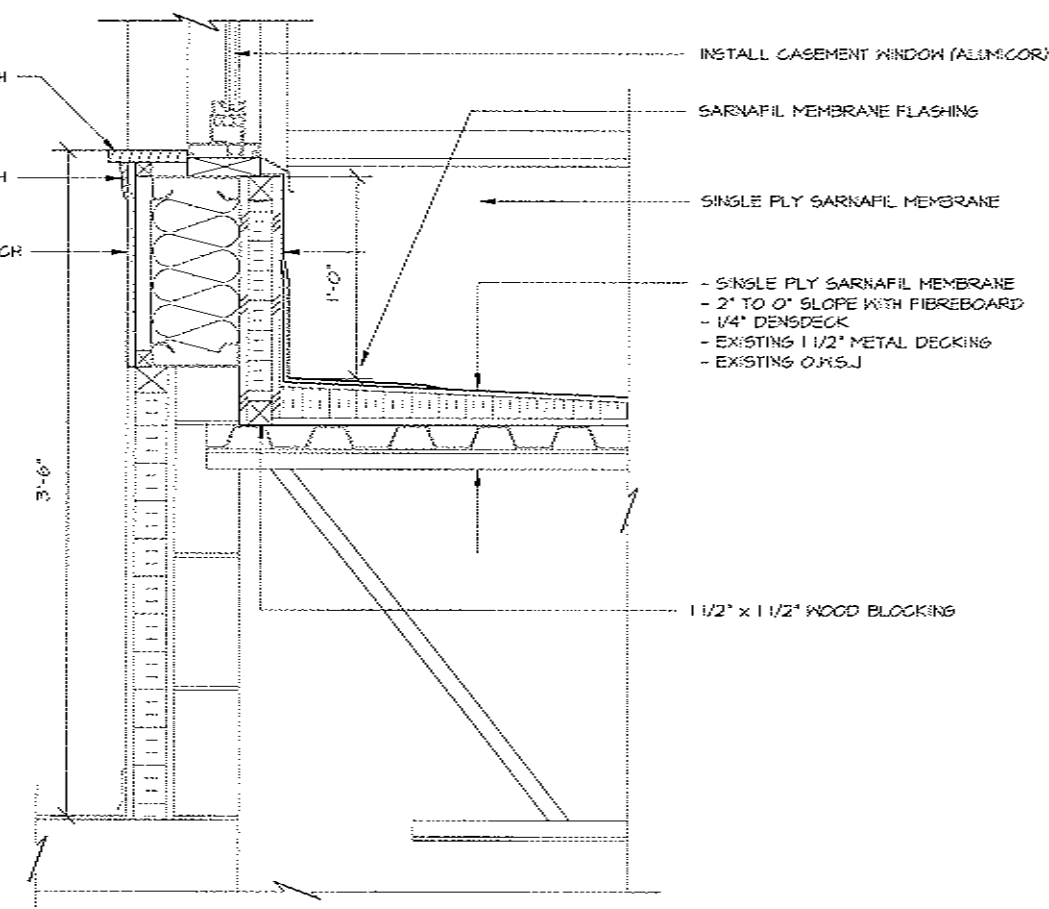 INSTALL CASEMENT WINDOW (ALUMICOR)
H
SARNAFIL MEMBRANE FLASHING
H
SINGLE PLY SARNAFIL MEMBRANE
CH
1'-0"
- SINGLE PLY SARNAFIL MEMBRANE
- 2" TO 0" SLOPE WITH FIBREBOARD
- 1/4" DENSDECK
- EXISTING 1 1/2" METAL DECKING
- EXISTING O.W.S.J
3'-6"
1 1/2" x 1 1/2" WOOD BLOCKING